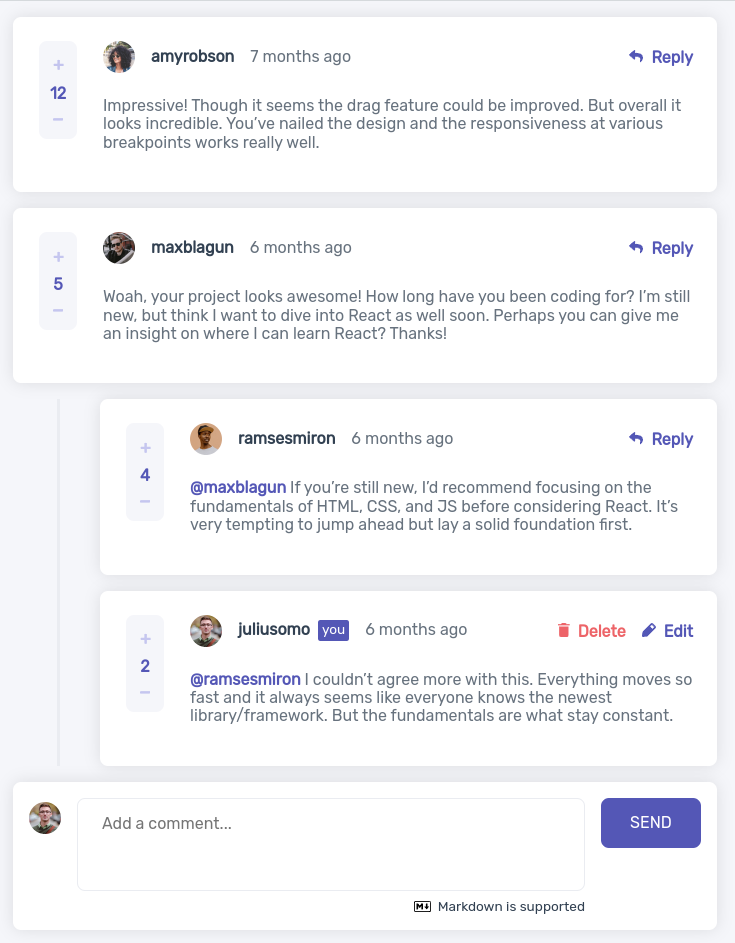 +
12
−
amyrobson 7 months ago Reply
Impressive! Though it seems the drag feature could be improved. But overall it
looks incredible. You’ve nailed the design and the responsiveness at various
breakpoints works really well.
+
5
−
maxblagun 6 months ago Reply
Woah, your project looks awesome! How long have you been coding for? I’m still
new, but think I want to dive into React as well soon. Perhaps you can give me
an insight on where I can learn React? Thanks!
+
4
−
ramsesmiron 6 months ago Reply
@maxblagun If you’re still new, I’d recommend focusing on the
fundamentals of HTML, CSS, and JS before considering React. It’s
very tempting to jump ahead but lay a solid foundation first.
+
2
−
juliusomo you 6 months ago Delete Edit
@ramsesmiron I couldn’t agree more with this. Everything moves so
fast and it always seems like everyone knows the newest
library/framework. But the fundamentals are what stay constant.
Add a comment...
SEND
M Markdown is supported